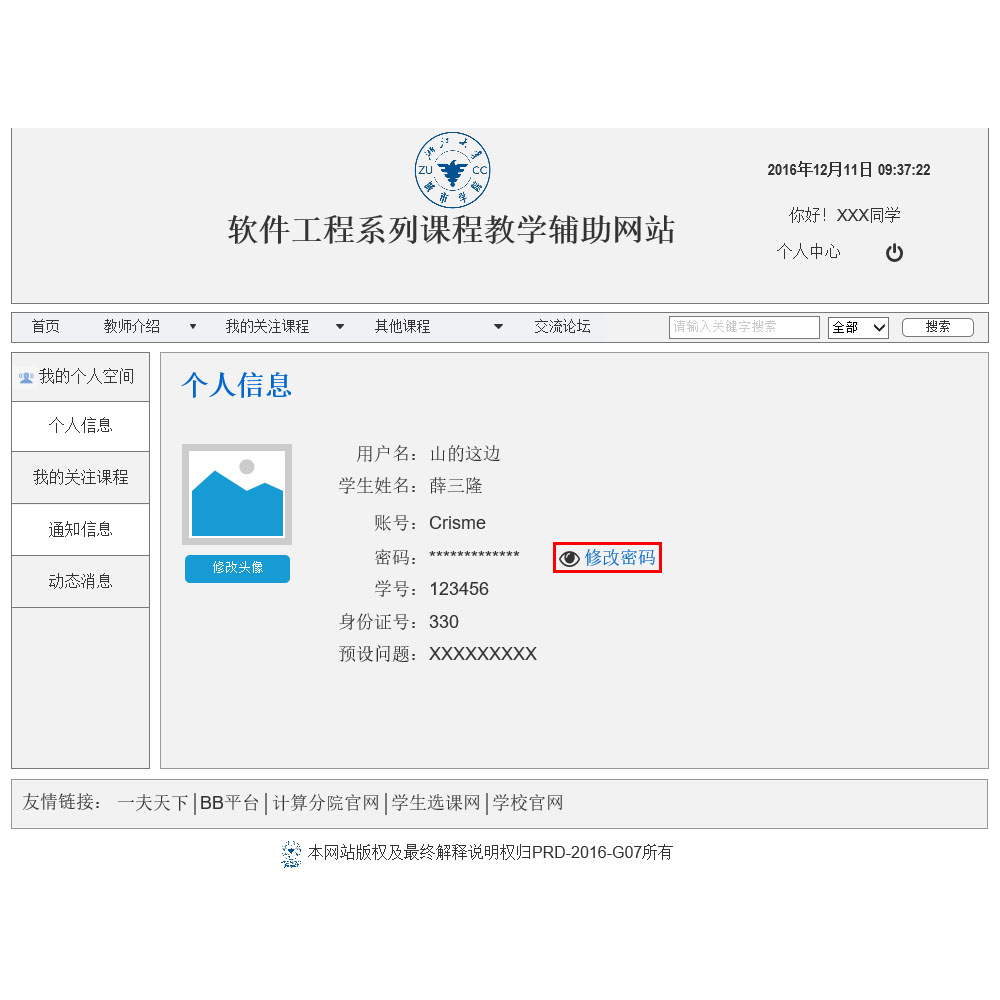 浙江大学
ZU CC
城市学院
软件工程系列课程教学辅助网站
2016年12月11日 09:37:22
你好！XXX同学
个人中心
首页 教师介绍 我的关注课程 其他课程 交流论坛 请输入关键字搜索 全部 搜索
我的个人空间
个人信息
我的关注课程
通知信息
动态消息
个人信息
修改头像
用户名：山的这边
学生姓名：薛三隆
账号：Crisme
密码：************* 修改密码
学号：123456
身份证号：330
预设问题：XXXXXXXXX
友情链接： 一夫天下|BB平台|计算分院官网|学生选课网|学校官网
本网站版权及最终解释说明权归PRD-2016-G07所有